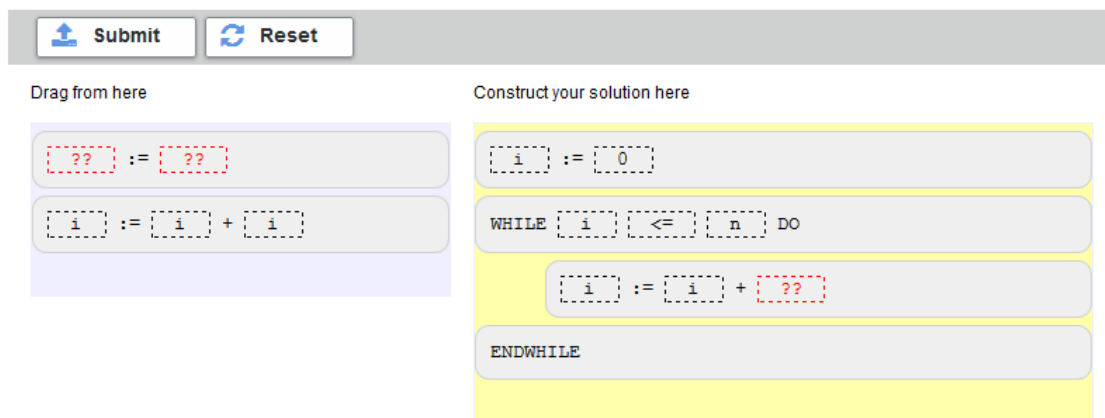 Submit Reset
Drag from here
?? := ??
i := i + i
Construct your solution here
i := 0
WHILE i <= n DO
i := i + ??
ENDWHILE